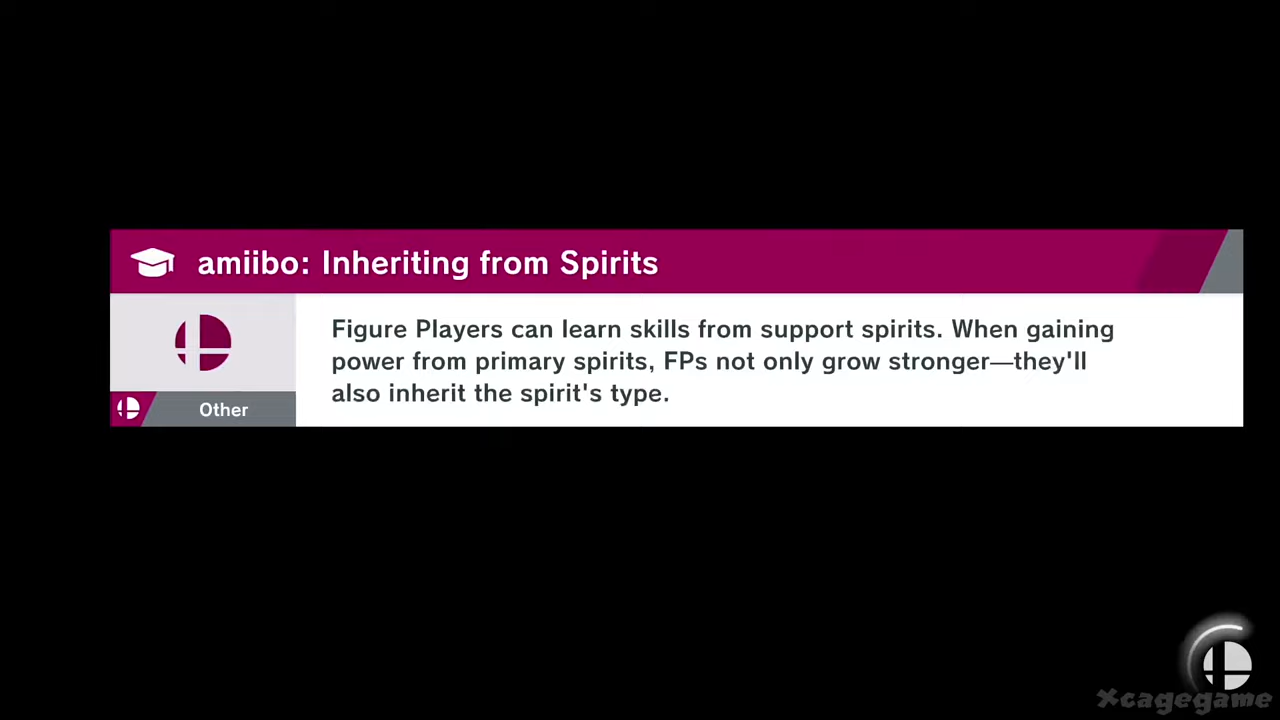 amiibo: Inheriting from Spirits
Figure Players can learn skills from support spirits. When gaining
power from primary spirits, FPs not only grow stronger—they'll
also inherit the spirit's type.
Other
Xcagegame